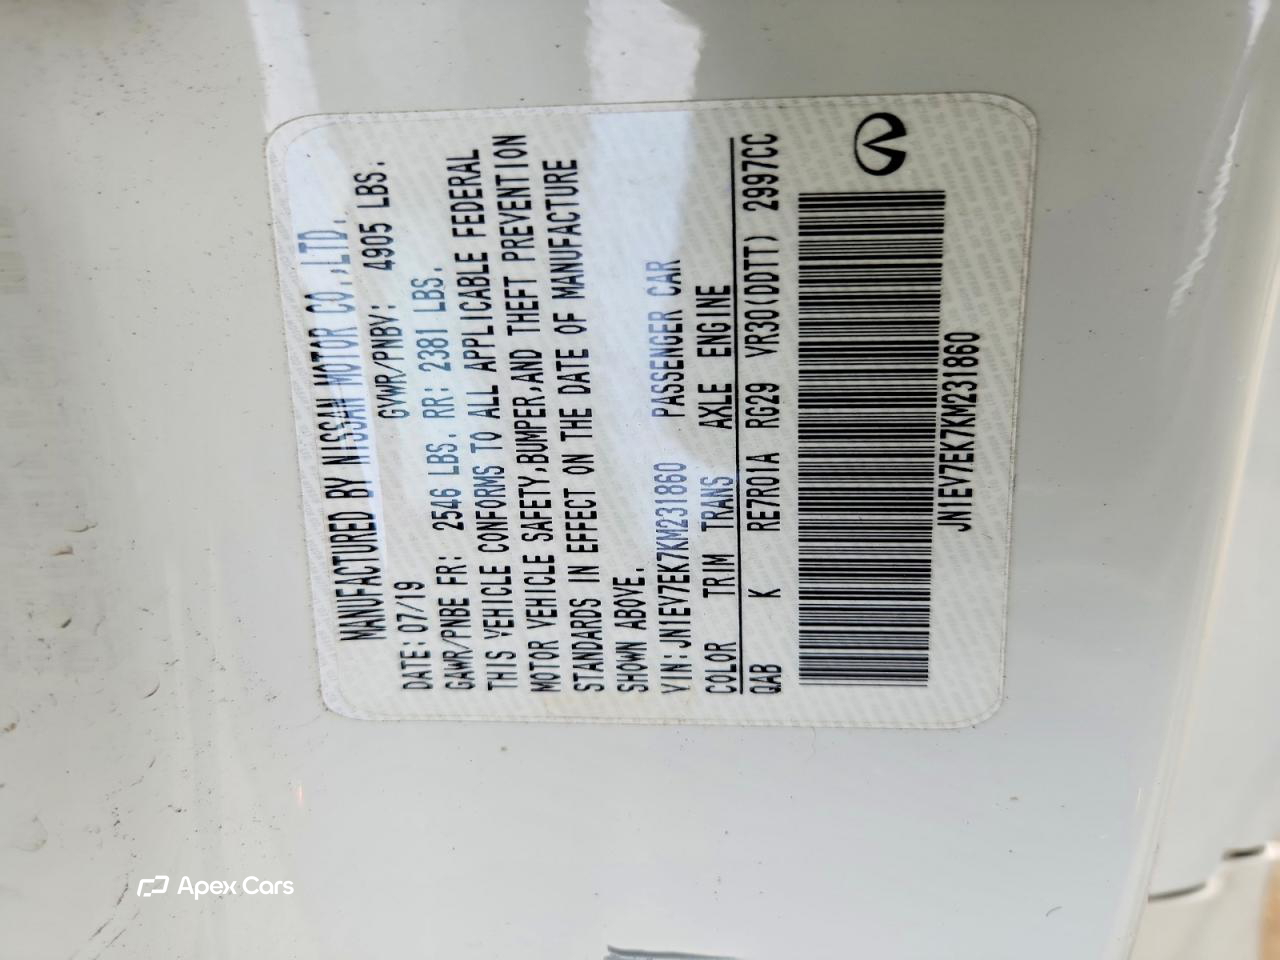 MANUFACTURED BY NISSAN MOTOR CO.,LTD.
DATE:07/19 GVWR/PNBV: 4905 LBS.
GAWR/PNBE FR: 2546 LBS. RR: 2381 LBS.
THIS VEHICLE CONFORMS TO ALL APPLICABLE FEDERAL
MOTOR VEHICLE SAFETY,BUMPER,AND THEFT PREVENTION
STANDARDS IN EFFECT ON THE DATE OF MANUFACTURE
SHOWN ABOVE.
VIN:JN1EV7EK7KM231860 PASSENGER CAR
COLOR TRIM TRANS AXLE ENGINE
QAB K RE7R01A RG29 VR30(DDTT) 2997CC
JN1EV7EK7KM231860
Apex Cars